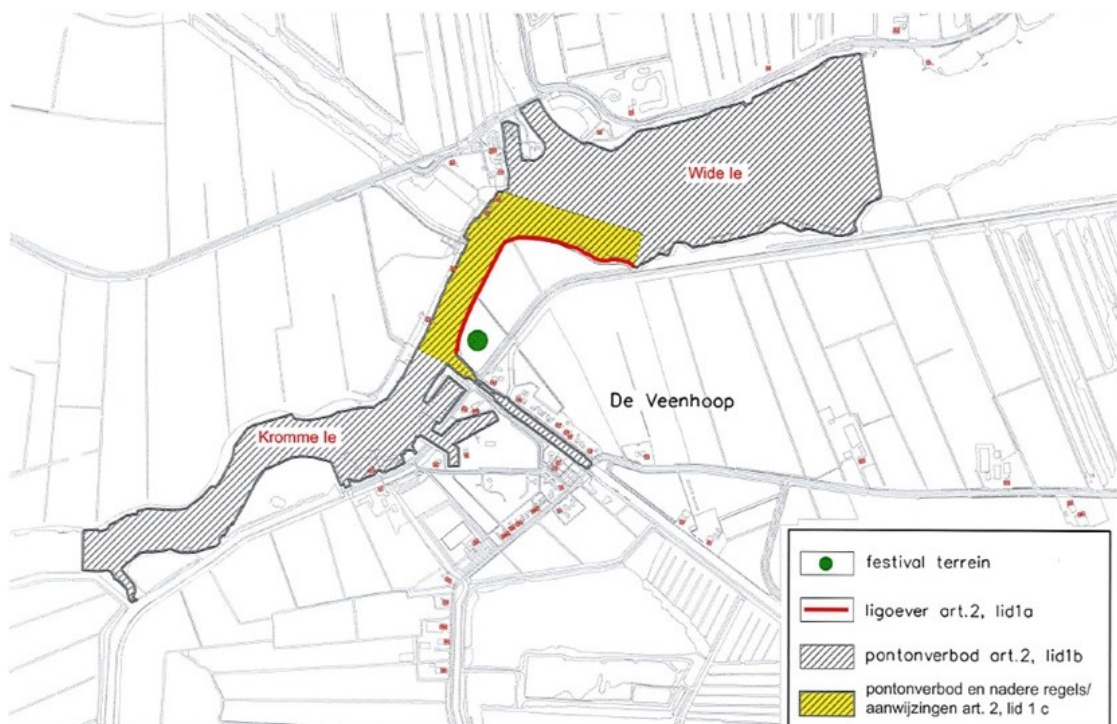 Wide Ie
De Veenhoop
Kromme Ie
festival terrein
ligoever art.2, lid1a
pontonverbod art.2, lid1b
pontonverbod en nadere regels/
aanwijzingen art. 2, lid 1 c